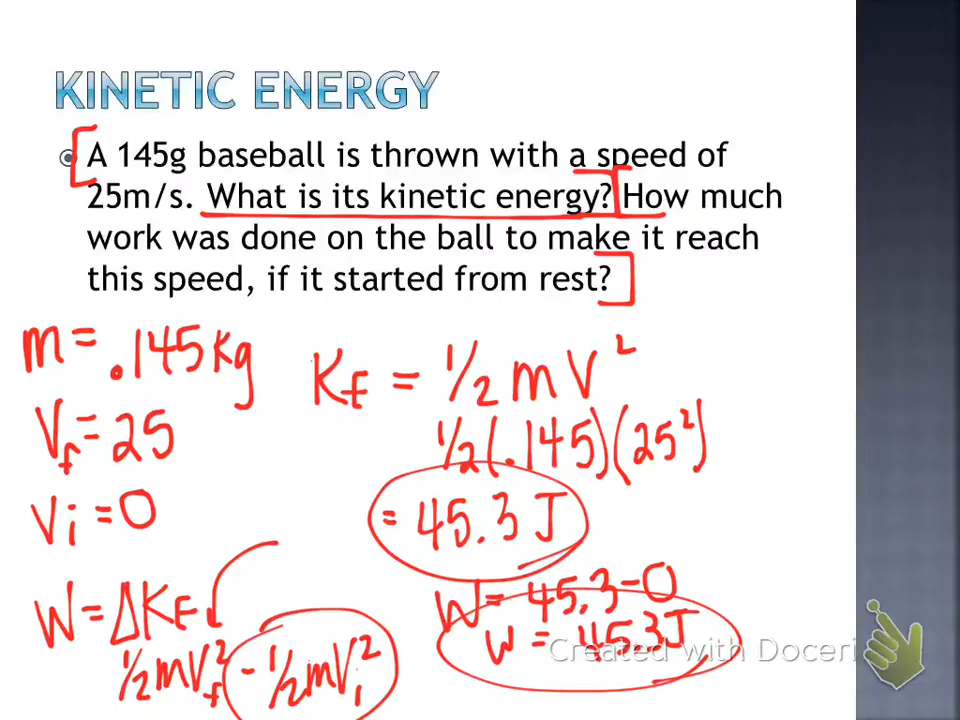 KINETIC ENERGY
A 145g baseball is thrown with a speed of
25m/s. What is its kinetic energy? How much
work was done on the ball to make it reach
this speed, if it started from rest?
m = .145 kg
Vf = 25
Vi = 0
W = ΔKE
½mVf² - ½mVi²
KE = ½ m V²
½(.145)(25²)
= 45.3 J
W = 45.3 - 0
W = 45.3 J
Created with Doceri